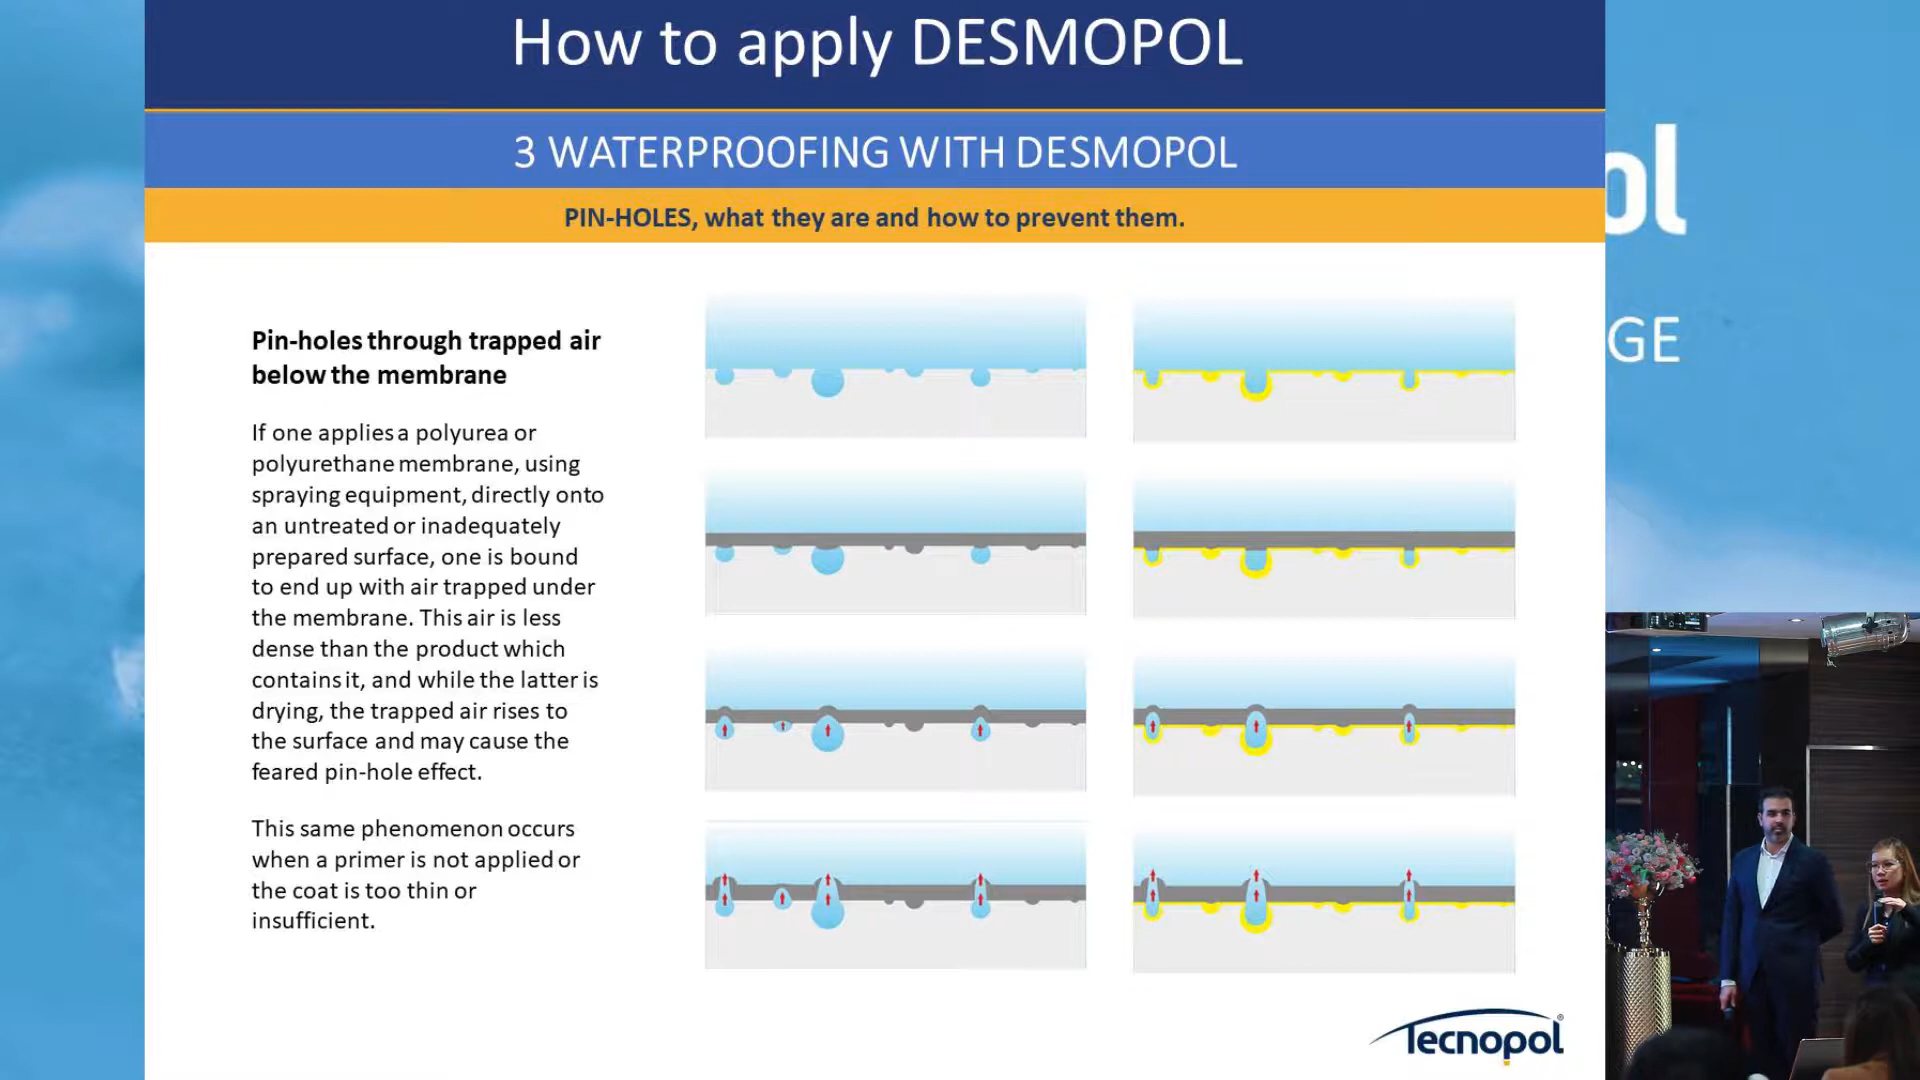 How to apply DESMOPOL
3 WATERPROOFING WITH DESMOPOL
PIN-HOLES, what they are and how to prevent them.
Pin-holes through trapped air
below the membrane
If one applies a polyurea or
polyurethane membrane, using
spraying equipment, directly onto
an untreated or inadequately
prepared surface, one is bound
to end up with air trapped under
the membrane. This air is less
dense than the product which
contains it, and while the latter is
drying, the trapped air rises to
the surface and may cause the
feared pin-hole effect.
This same phenomenon occurs
when a primer is not applied or
the coat is too thin or
insufficient.
Tecnopol®
ol
GE